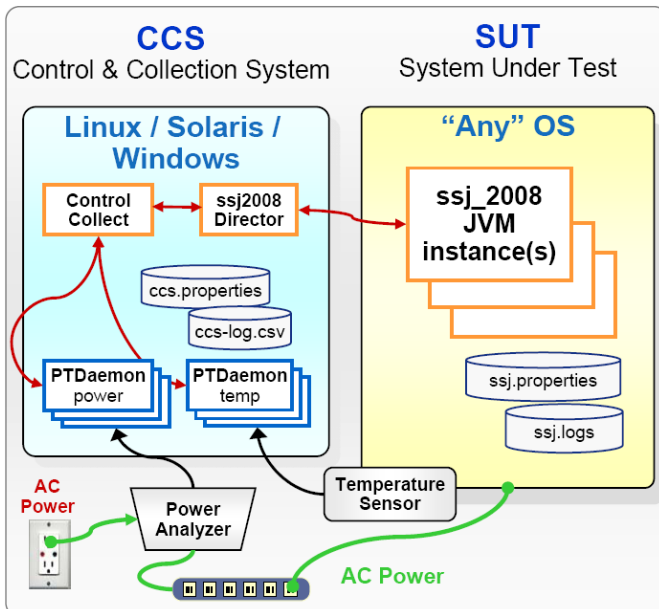 CCS
Control & Collection System
SUT
System Under Test
Linux / Solaris /
Windows
Control
Collect
ssj2008
Director
ccs.properties
ccs-log.csv
PTDaemon
power
PTDaemon
temp
“Any” OS
ssj_2008
JVM
instance(s)
ssj.properties
ssj.logs
AC
Power
Power
Analyzer
Temperature
Sensor
AC Power